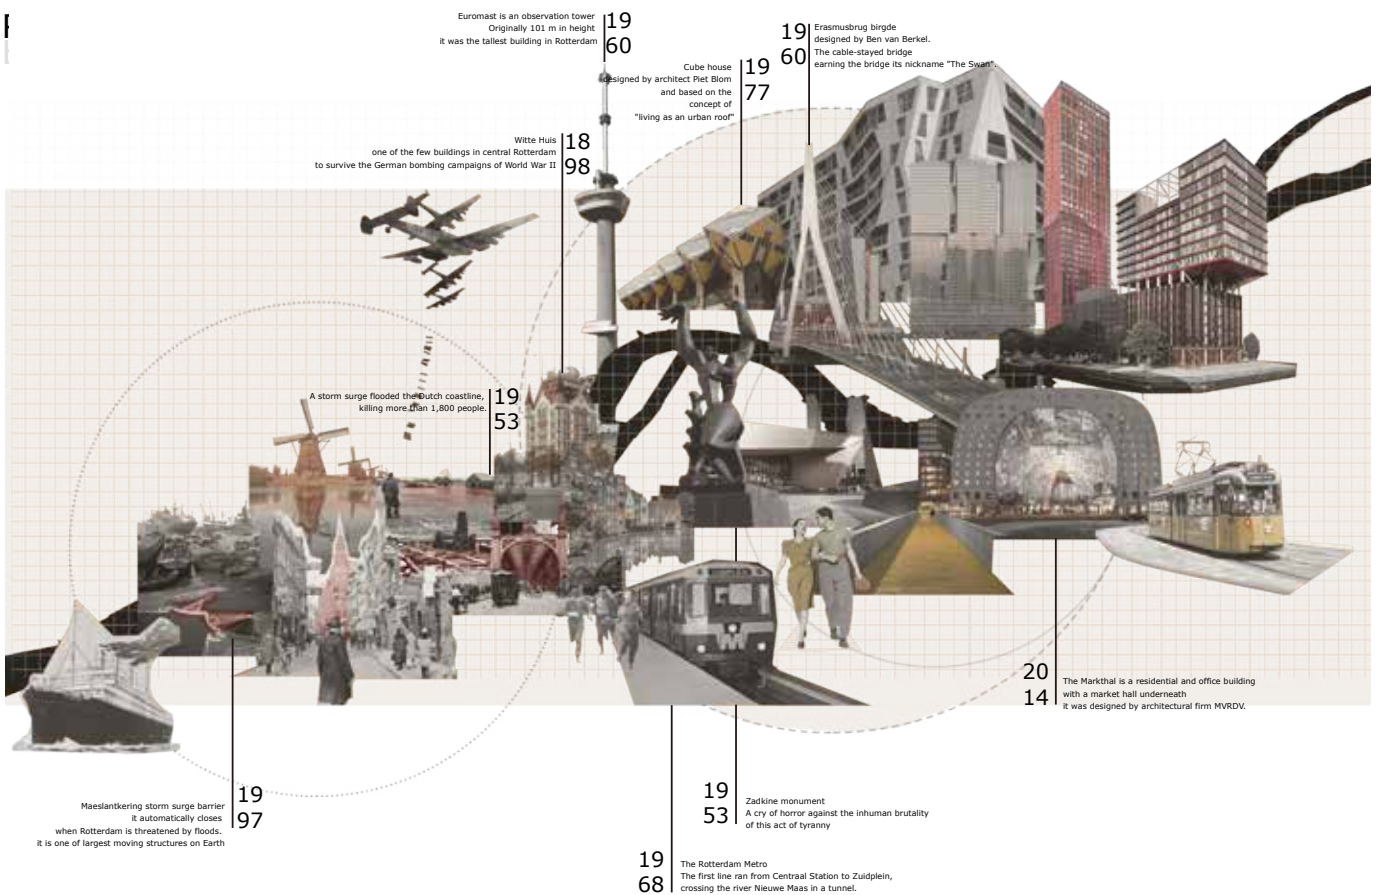 Euromast is an observation tower
Originally 101 m in height
it was the tallest building in Rotterdam
19
60
Erasmusbrug birgde
designed by Ben van Berkel.
The cable-stayed bridge
earning the bridge its nickname "The Swan".
19
60
Cube house
designed by architect Piet Blom
and based on the
concept of
"living as an urban roof"
19
77
Witte Huis
one of the few buildings in central Rotterdam
to survive the German bombing campaigns of World War II
18
98
A storm surge flooded the Dutch coastline,
killing more than 1,800 people.
19
53
20
14
The Markthal is a residential and office building
with a market hall underneath
it was designed by architectural firm MVRDV.
Maeslantkering storm surge barrier
it automatically closes
when Rotterdam is threatened by floods.
it is one of largest moving structures on Earth
19
97
19
53
Zadkine monument
A cry of horror against the inhuman brutality
of this act of tyranny
19
68
The Rotterdam Metro
The first line ran from Centraal Station to Zuidplein,
crossing the river Nieuwe Maas in a tunnel.